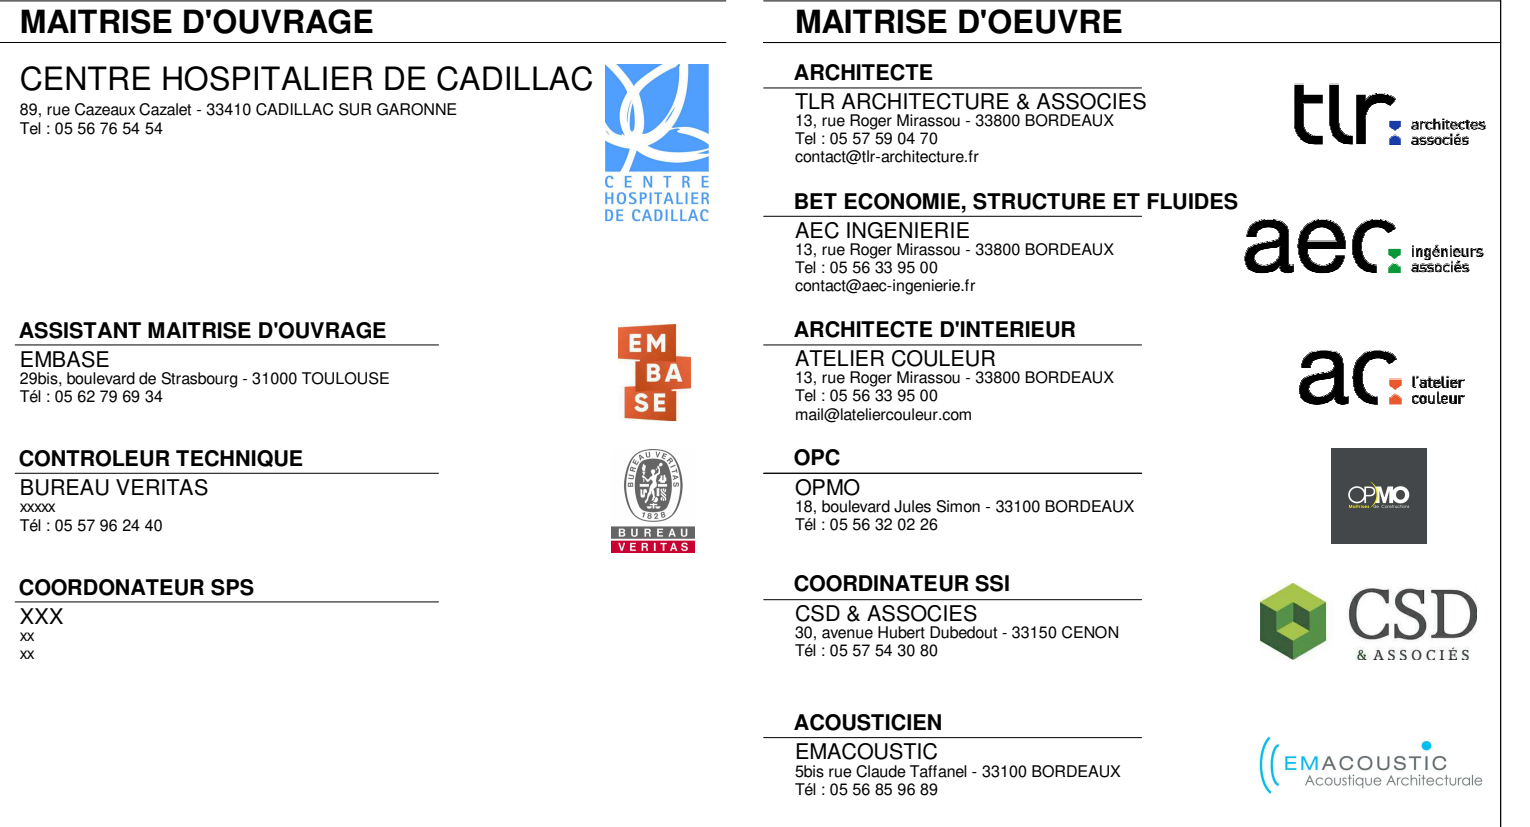 MAITRISE D'OUVRAGE
CENTRE HOSPITALIER DE CADILLAC
89, rue Cazeaux Cazalet - 33410 CADILLAC SUR GARONNE
Tel : 05 56 76 54 54
CENTRE
HOSPITALIER
DE CADILLAC
ASSISTANT MAITRISE D'OUVRAGE
EMBASE
29bis, boulevard de Strasbourg - 31000 TOULOUSE
Tél : 05 62 79 69 34
EM
BA
SE
CONTROLEUR TECHNIQUE
BUREAU VERITAS
xxxxx
Tél : 05 57 96 24 40
BUREAU VERITAS
1828
BUREAU
VERITAS
COORDONATEUR SPS
XXX
xx
xx
MAITRISE D'OEUVRE
ARCHITECTE
TLR ARCHITECTURE & ASSOCIES
13, rue Roger Mirassou - 33800 BORDEAUX
Tel : 05 57 59 04 70
contact@tlr-architecture.fr
tlr
architectes
associés
BET ECONOMIE, STRUCTURE ET FLUIDES
AEC INGENIERIE
13, rue Roger Mirassou - 33800 BORDEAUX
Tel : 05 56 33 95 00
contact@aec-ingenierie.fr
aec
ingénieurs
associés
ARCHITECTE D'INTERIEUR
ATELIER COULEUR
13, rue Roger Mirassou - 33800 BORDEAUX
Tel : 05 56 33 95 00
mail@lateliercouleur.com
ac
l'atelier
couleur
OPC
OPMO
18, boulevard Jules Simon - 33100 BORDEAUX
Tél : 05 56 32 02 26
OPMO
Maîtrises de Constructions
COORDINATEUR SSI
CSD & ASSOCIES
30, avenue Hubert Dubedout - 33150 CENON
Tél : 05 57 54 30 80
CSD
& ASSOCIÉS
ACOUSTICIEN
EMACOUSTIC
5bis rue Claude Taffanel - 33100 BORDEAUX
Tél : 05 56 85 96 89
EMACOUSTIC
Acoustique Architecturale